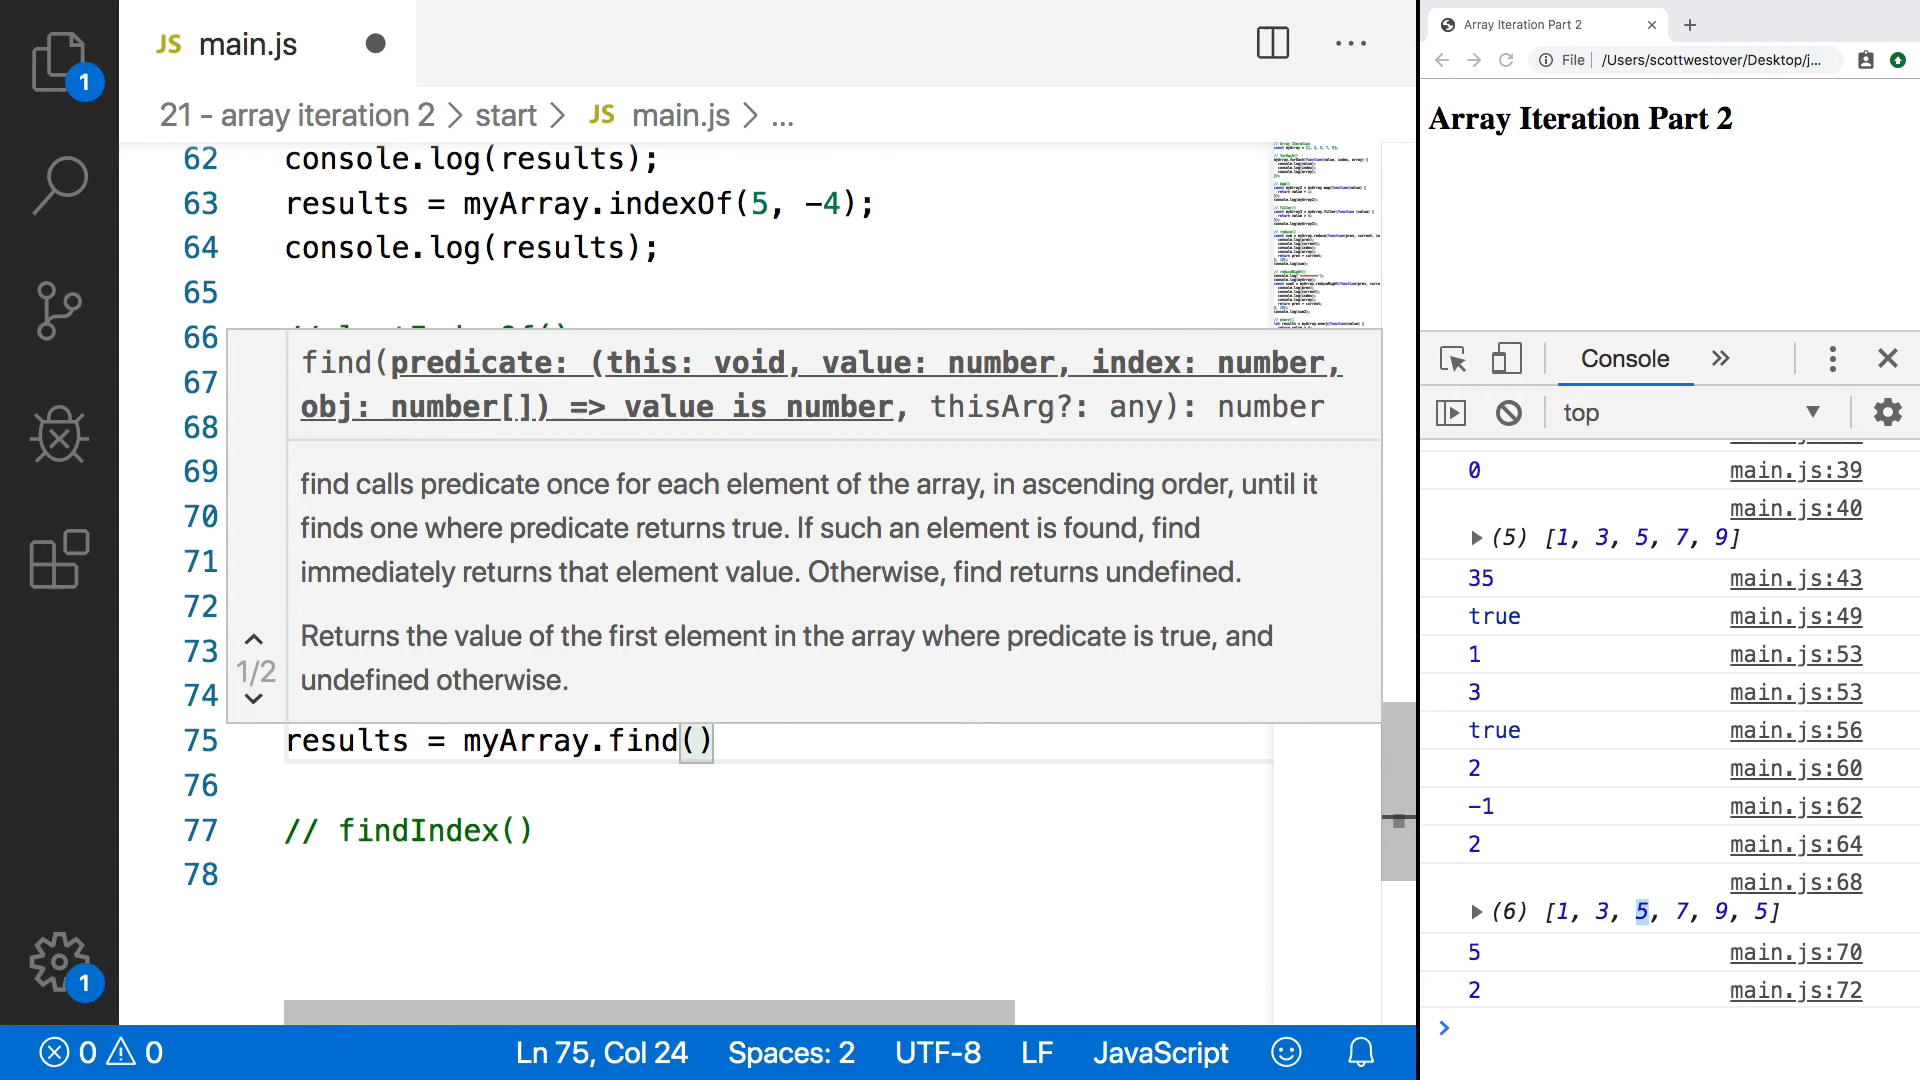 JS main.js
21 - array iteration 2 > start > JS main.js > ...
62 console.log(results);
63 results = myArray.indexOf(5, -4);
64 console.log(results);
65
66
67
68
69
70
71
72
73
74
find(predicate: (this: void, value: number, index: number,
obj: number[]) => value is number, thisArg?: any): number
find calls predicate once for each element of the array, in ascending order, until it
finds one where predicate returns true. If such an element is found, find
immediately returns that element value. Otherwise, find returns undefined.
Returns the value of the first element in the array where predicate is true, and
undefined otherwise.
1/2
75 results = myArray.find()
76
77 // findIndex()
78
1
1
0 0
Ln 75, Col 24 Spaces: 2 UTF-8 LF JavaScript
Array Iteration Part 2
File /Users/scottwestover/Desktop/j...
Array Iteration Part 2
Console
top
0 main.js:39
main.js:40
(5) [1, 3, 5, 7, 9]
35 main.js:43
true main.js:49
1 main.js:53
3 main.js:53
true main.js:56
2 main.js:60
-1 main.js:62
2 main.js:64
main.js:68
(6) [1, 3, 5, 7, 9, 5]
5 main.js:70
2 main.js:72